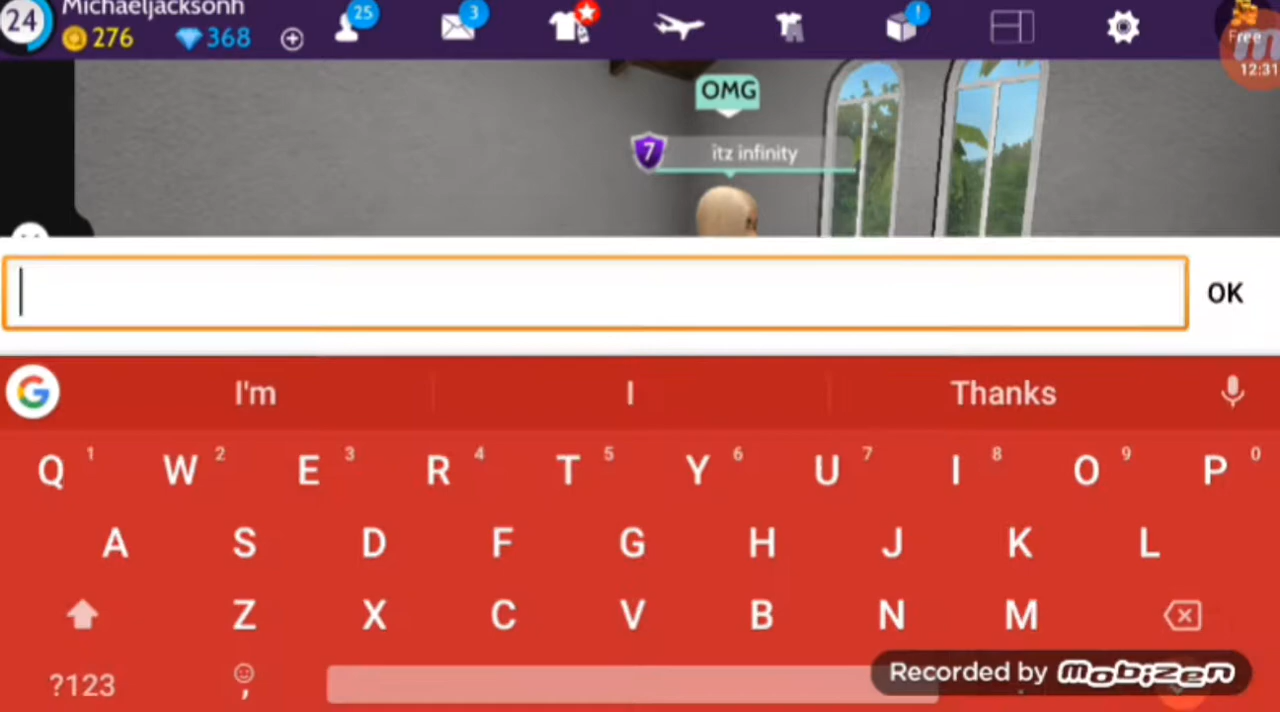 24
Michaeljacksonh
276 368
25
3
!
Free
12:31
OMG
7
itz infinity
OK
I'm I Thanks
Q 1 W 2 E 3 R 4 T 5 Y 6 U 7 I 8 O 9 P 0
A S D F G H J K L
Z X C V B N M
?123 ,
Recorded by mobizen